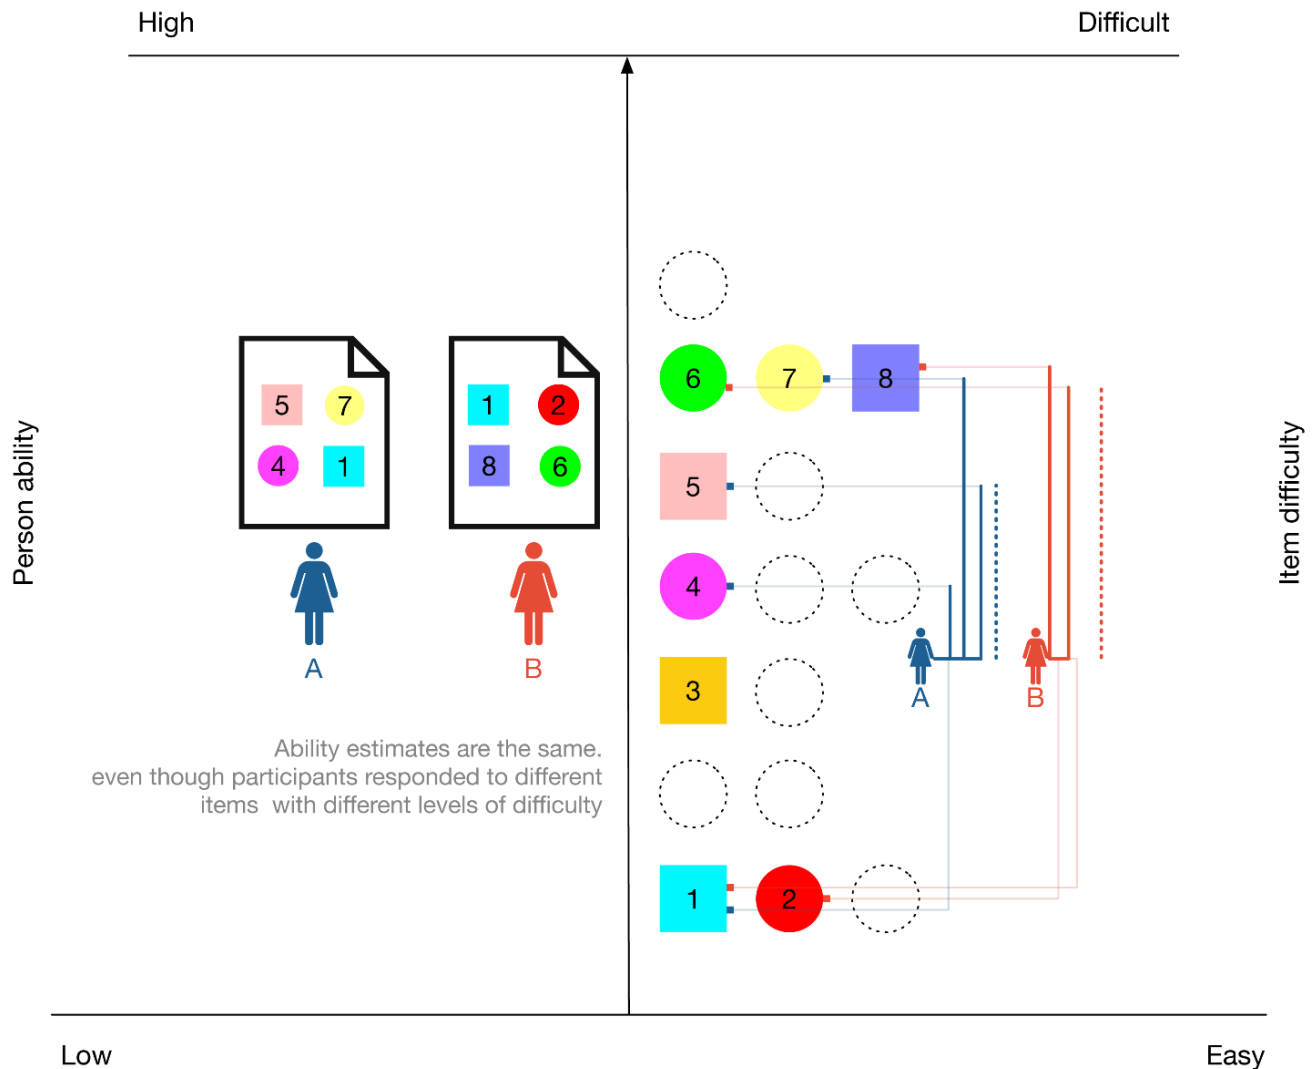 High
Difficult
6
7
8
5
7
1
2
4
1
8
6
5
4
Person ability
Item difficulty
A
B
3
A
B
Ability estimates are the same.
even though participants responded to different
items  with different levels of difficulty
1
2
Low
Easy